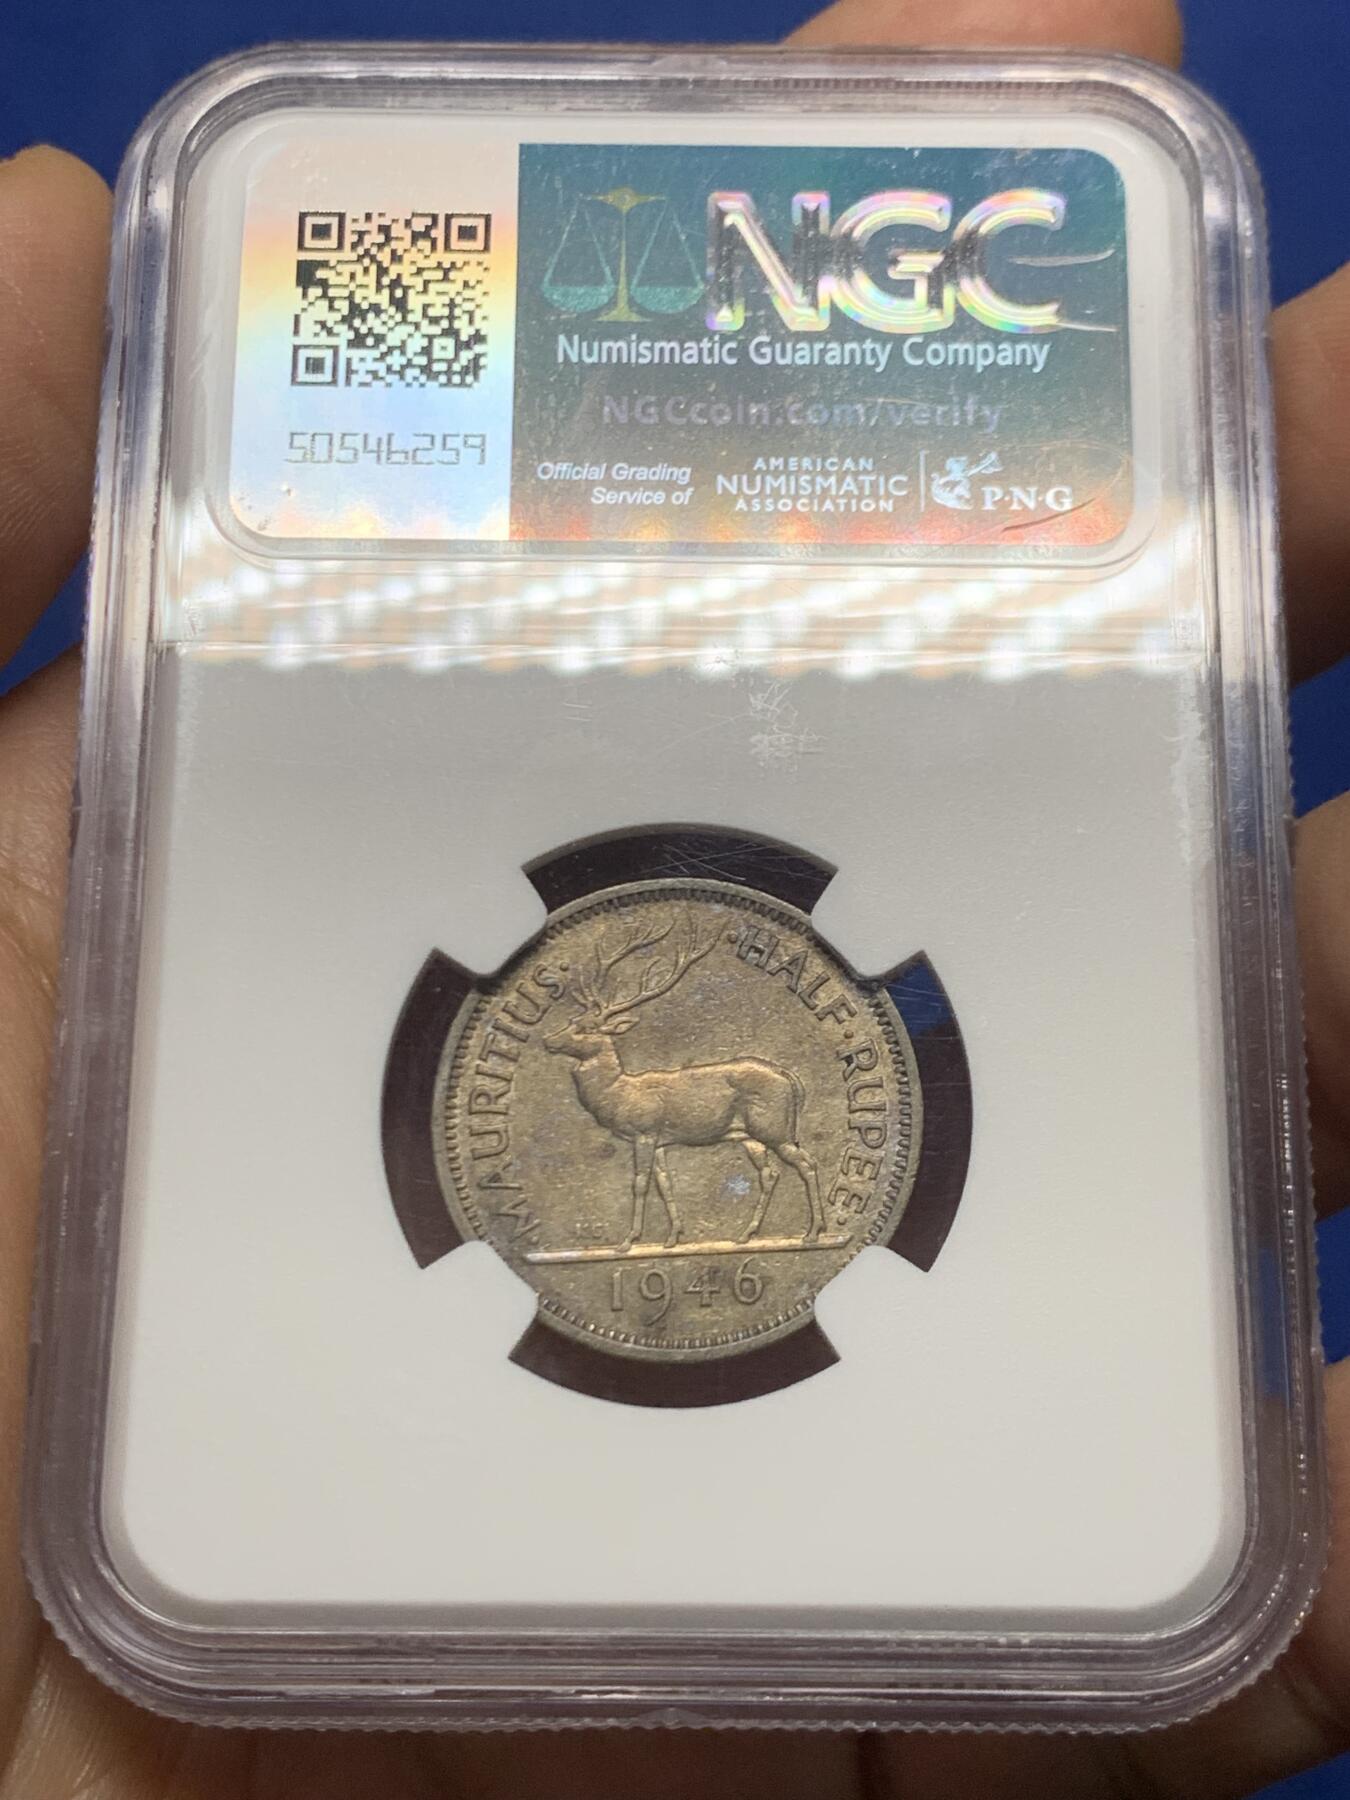 NGC
Numismatic Guaranty Company
NGCcoin.com/verify
50546259
Official Grading
Service of
AMERICAN
NUMISMATIC
ASSOCIATION
P·N·G
·MAURITIUS·
·HALF·RUPEE·
KG
1946